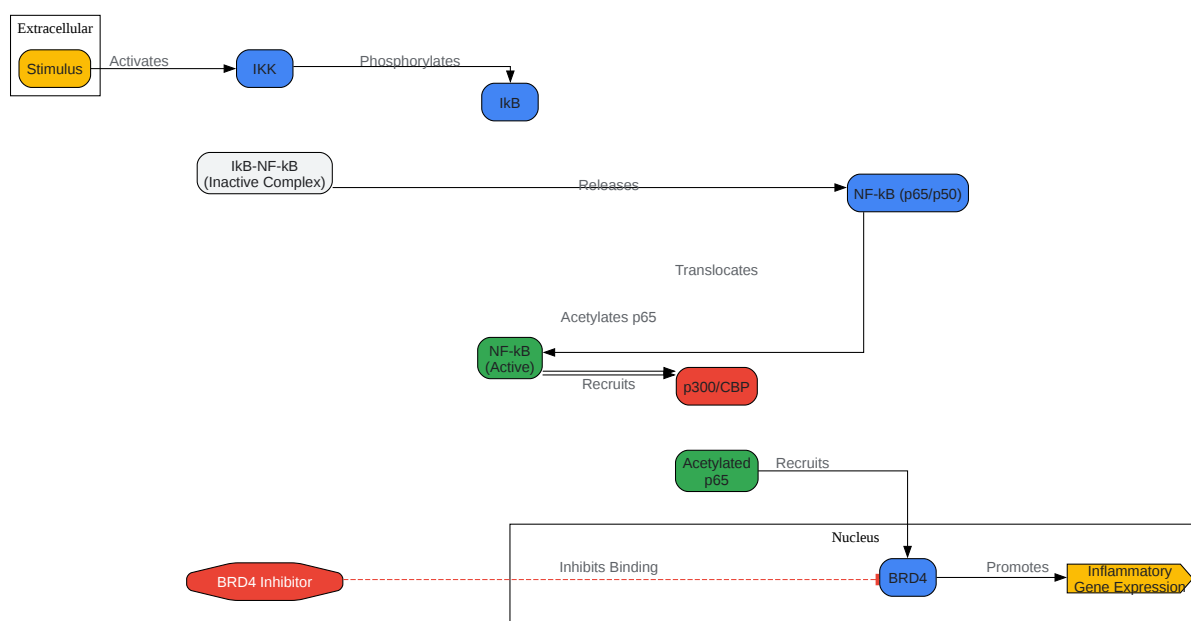 Extracellular
Stimulus
Activates
IKK
Phosphorylates
IkB
IkB-NF-kB
(Inactive Complex)
Releases
NF-kB (p65/p50)
Translocates
Acetylates p65
NF-kB
(Active)
Recruits
p300/CBP
Acetylated
p65
Recruits
Nucleus
BRD4 Inhibitor
Inhibits Binding
BRD4
Promotes
Inflammatory
Gene Expression